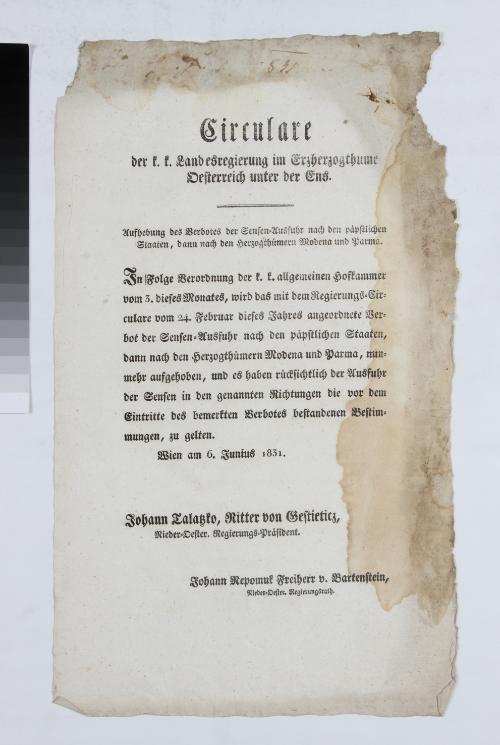 Circulare
der k. k. Landesregierung im Erzherzogthume
Oesterreich unter der Ens.
Aufhebung des Verbotes der Sensen-Ausfuhr nach den päpstlichen
Staaten, dann nach den Herzogthümern Modena und Parma.
In Folge Verordnung der k. k. allgemeinen Hofkammer
vom 3. dieses Monates, wird das mit dem Regierungs-Cir-
culare vom 24. Februar dieses Jahres angeordnete Ver-
bot der Sensen-Ausfuhr nach den päpstlichen Staaten,
dann nach den Herzogthümern Modena und Parma, nun-
mehr aufgehoben, und es haben rücksichtlich der Ausfuhr
der Sensen in den genannten Richtungen die vor dem
Eintritte des bemerkten Verbotes bestandenen Bestim-
mungen, zu gelten.
Wien am 6. Junius 1831.
Johann Talatzko, Ritter von Gestieticz,
Nieder-Oester. Regierungs-Präsident.
Johann Nepomuk Freiherr v. Bartenstein,
Nieder-Oester. Regierungsrath.